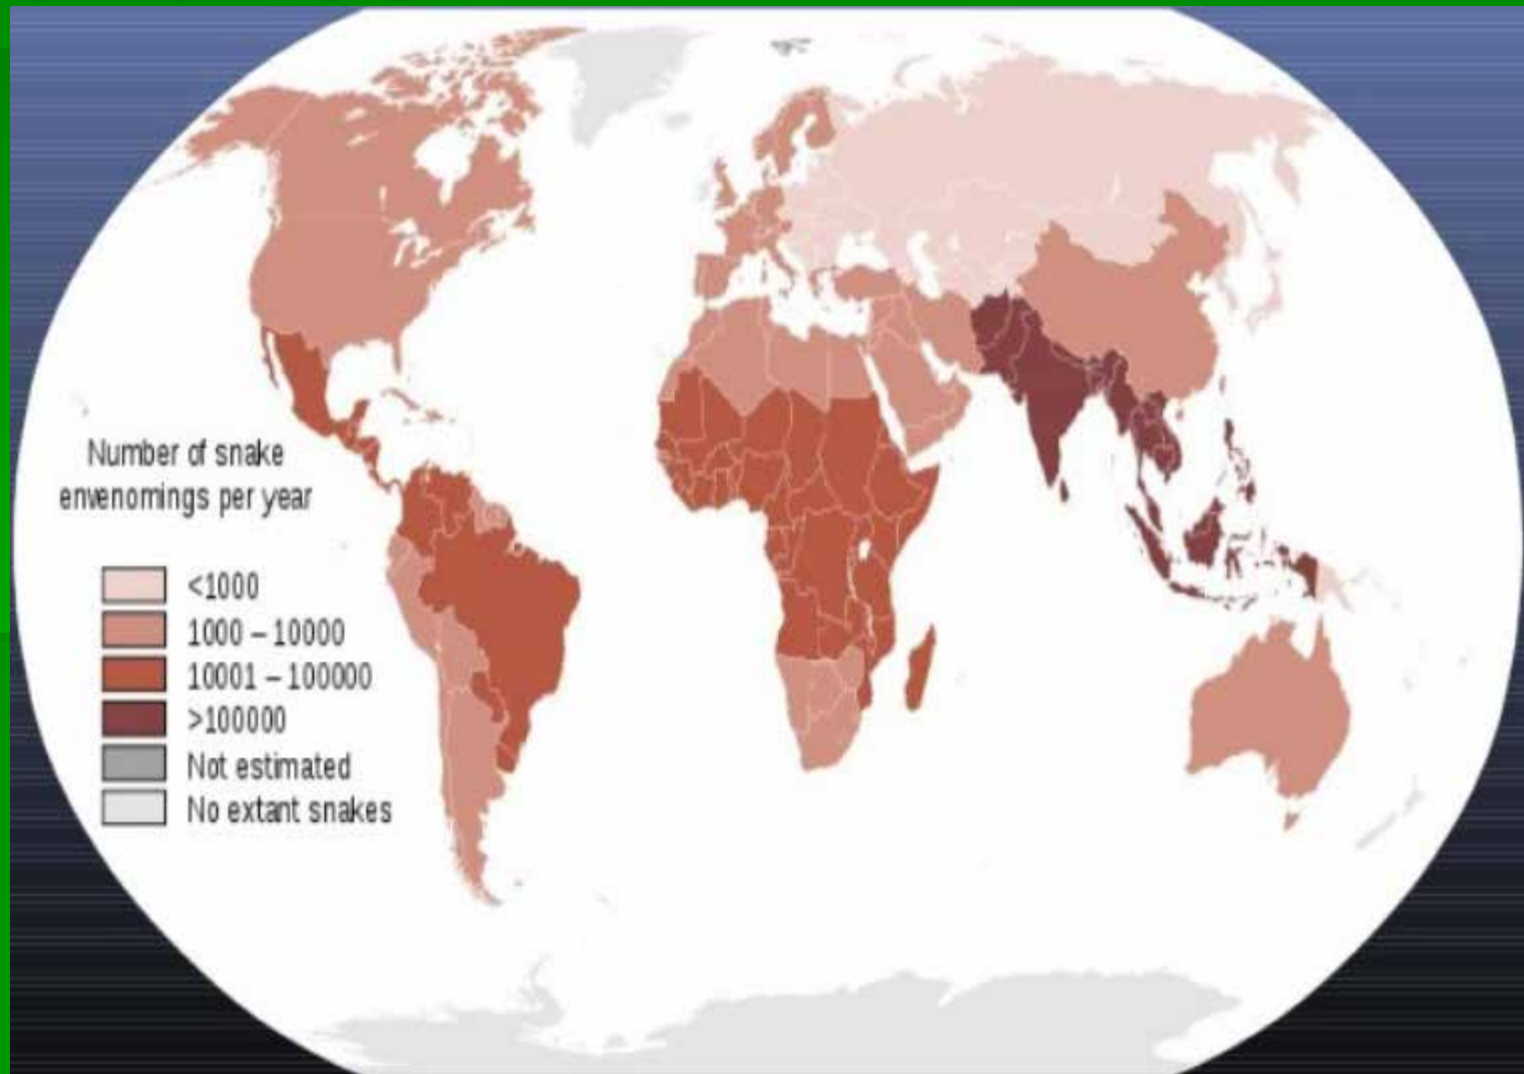 Number of snake
envenomings per year
<1000
1000 – 10000
10001 – 100000
>100000
Not estimated
No extant snakes